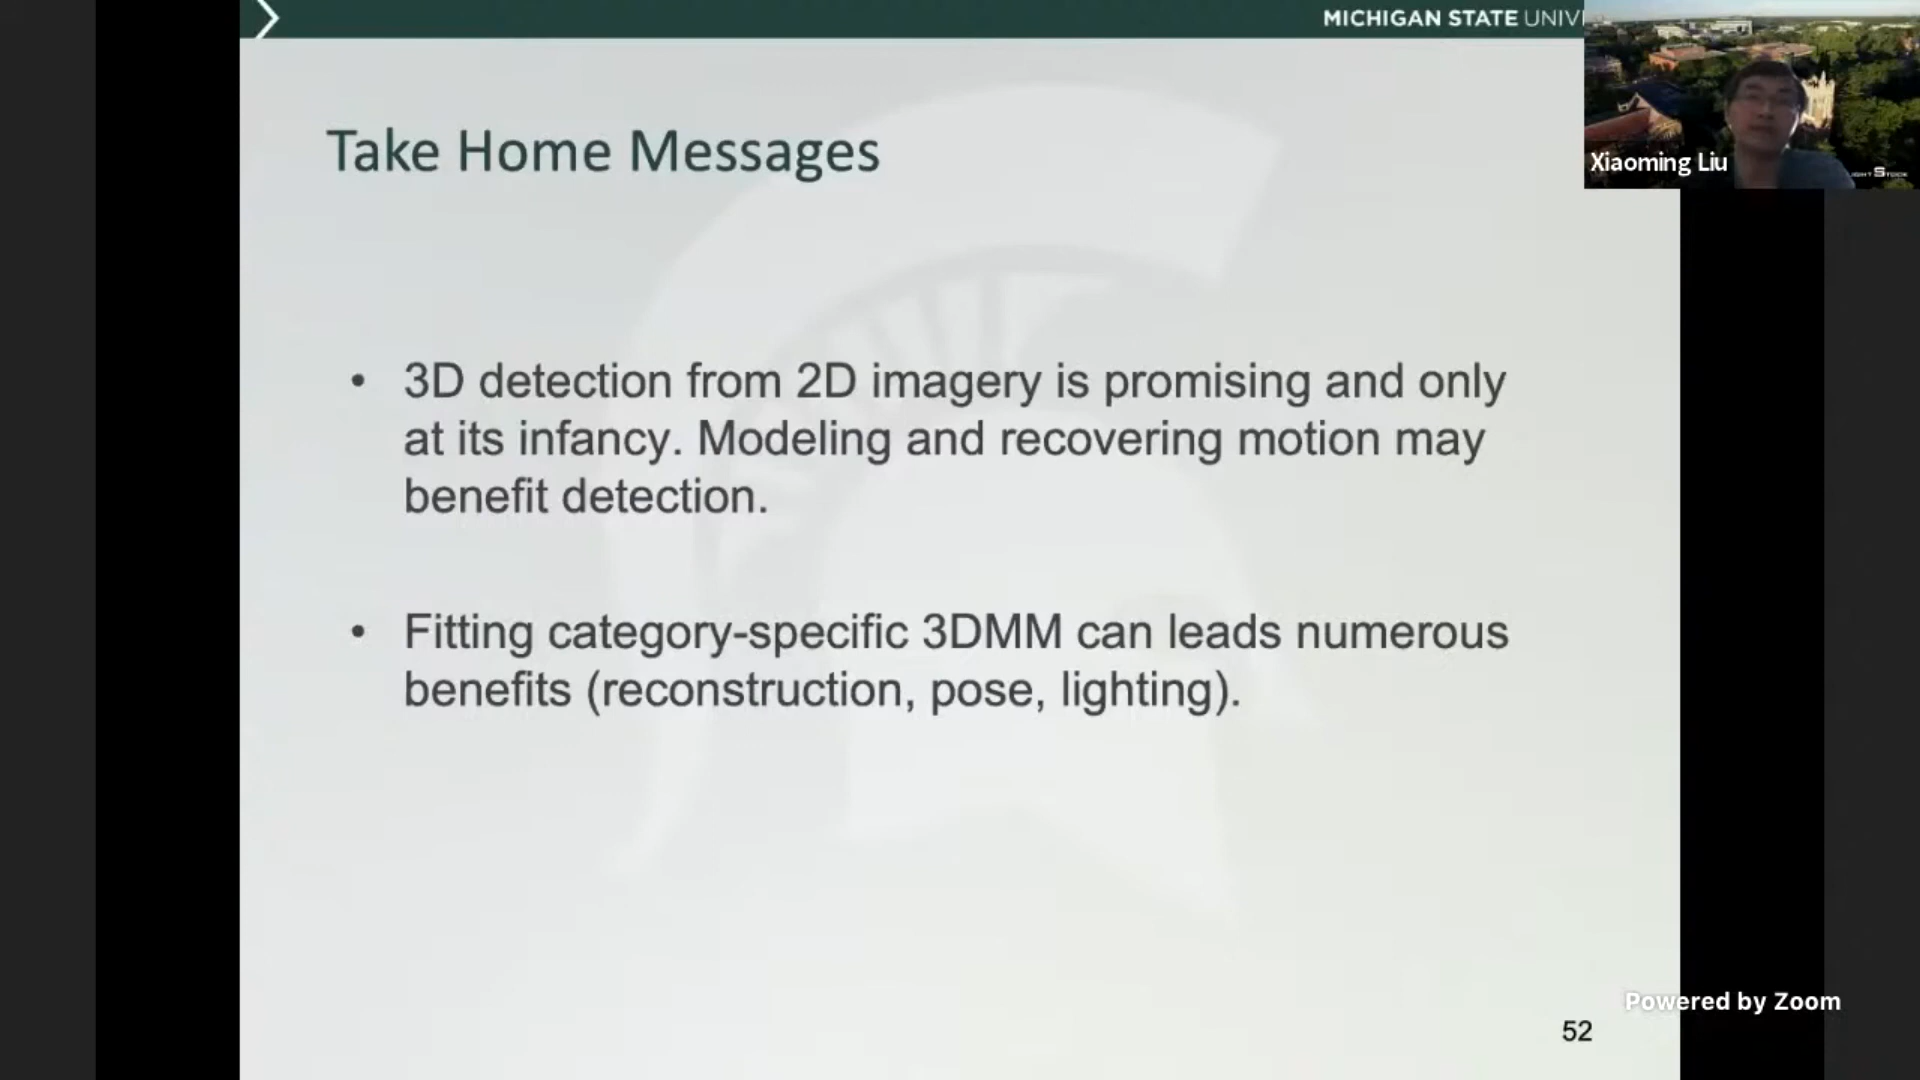 MICHIGAN STATE UNIV
Xiaoming Liu
Take Home Messages
• 3D detection from 2D imagery is promising and only
at its infancy. Modeling and recovering motion may
benefit detection.
• Fitting category-specific 3DMM can leads numerous
benefits (reconstruction, pose, lighting).
Powered by Zoom
52